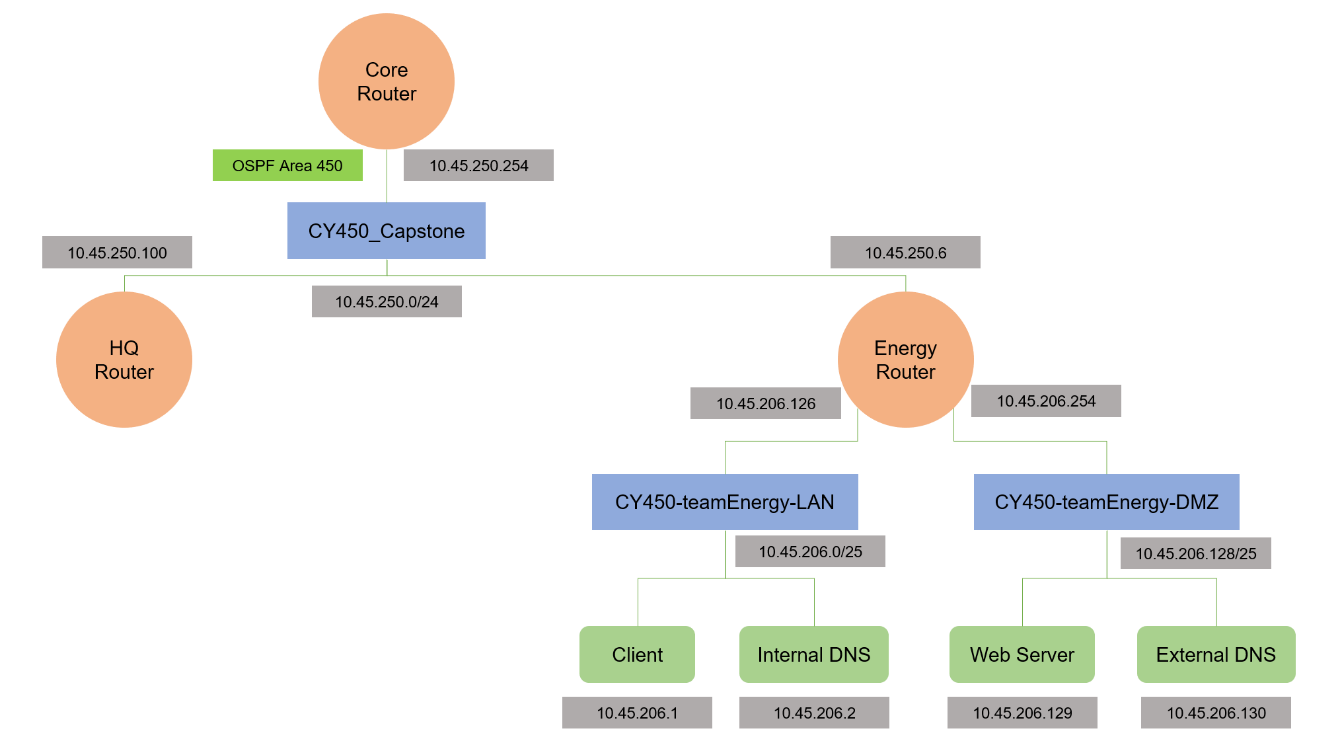 Core
Router
OSPF Area 450
10.45.250.254
CY450_Capstone
10.45.250.100
10.45.250.6
10.45.250.0/24
HQ
Router
Energy
Router
10.45.206.126
10.45.206.254
CY450-teamEnergy-LAN
CY450-teamEnergy-DMZ
10.45.206.0/25
10.45.206.128/25
Client
Internal DNS
Web Server
External DNS
10.45.206.1
10.45.206.2
10.45.206.129
10.45.206.130